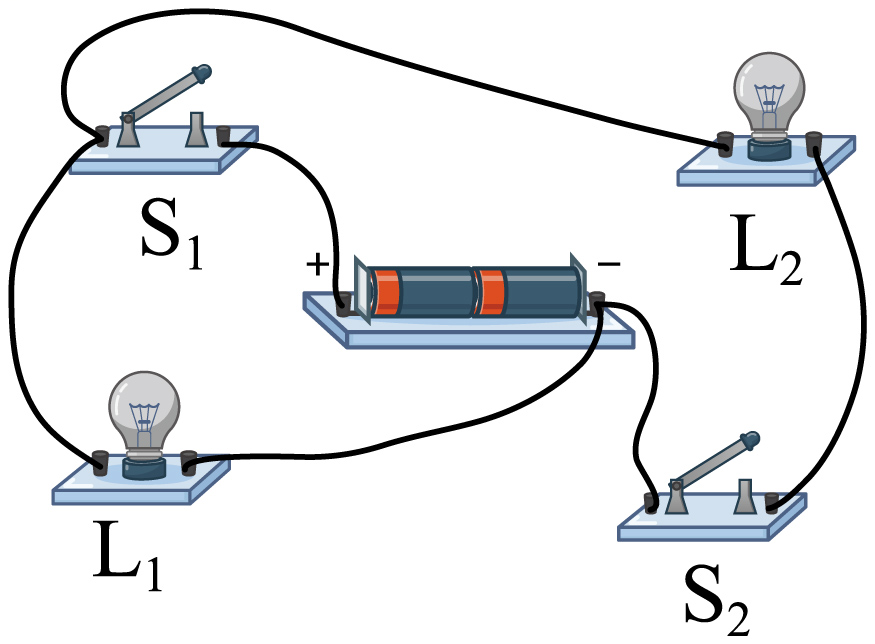 S₁
L₂
+
−
L₁
S₂